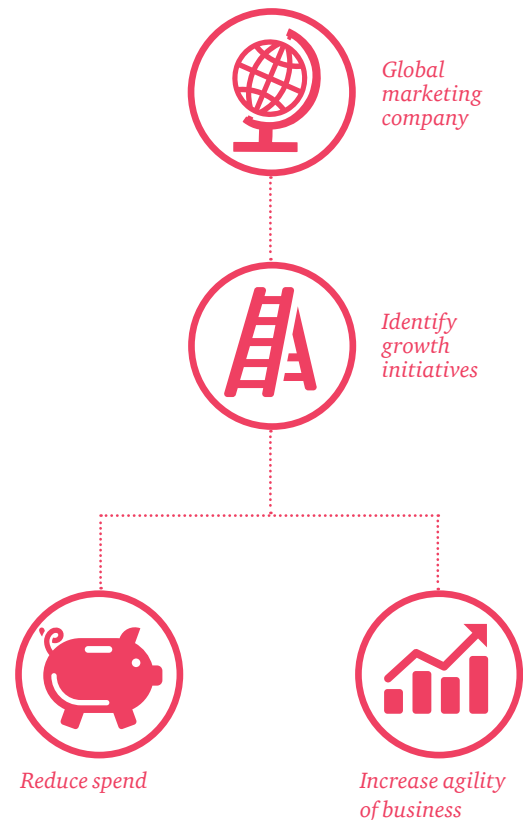 Global
marketing
company
Identify
growth
initiatives
Reduce spend
Increase agility
of business